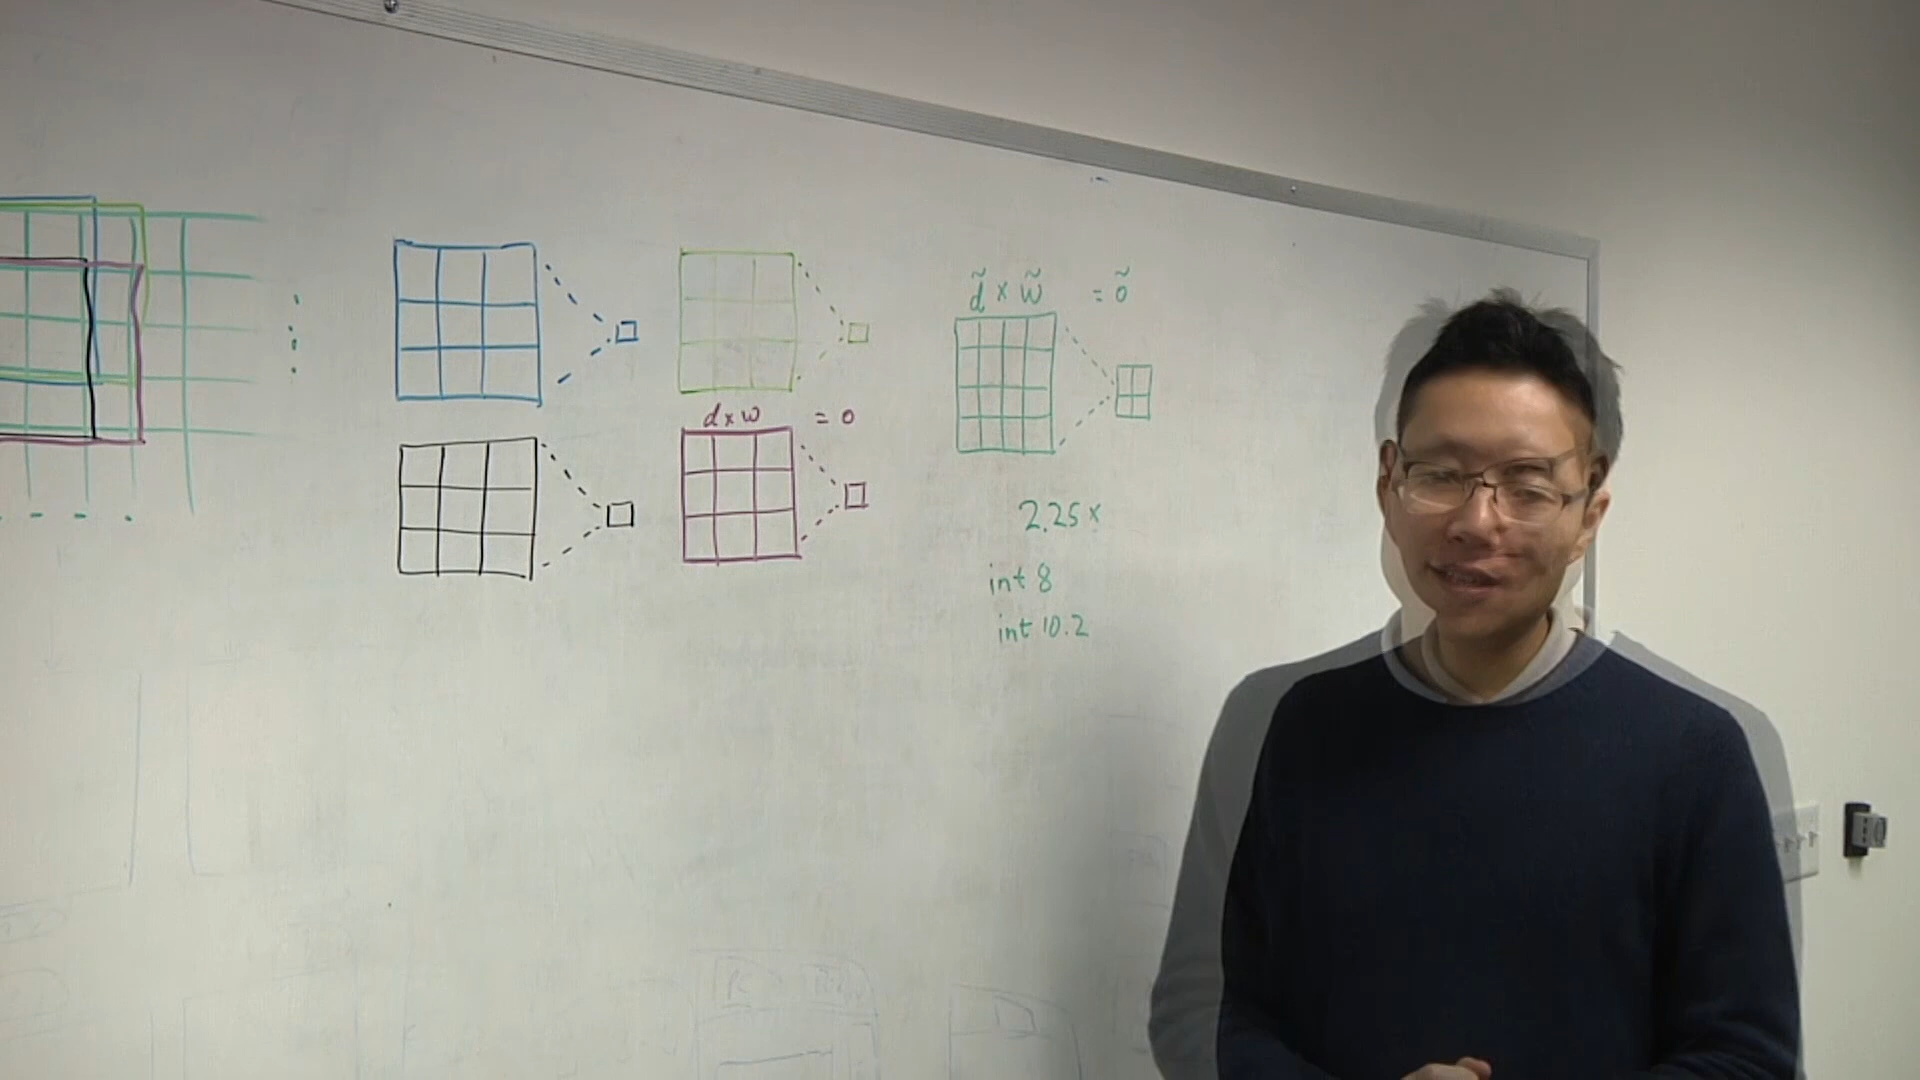 d̃ x w̃ = õ
d x w = o
2.25 x
int 8
int 10.2